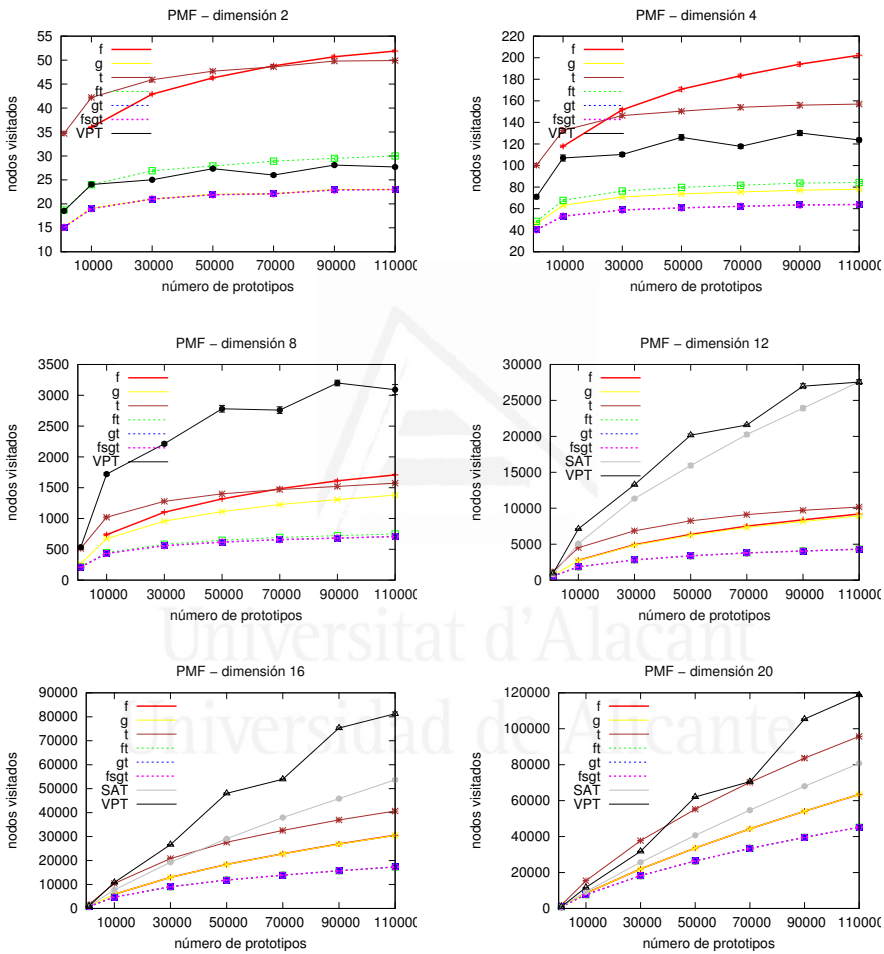 PMF − dimensión 2
55
50
45
40
35
30
25
20
15
10
nodos visitados
f
g
t
ft
gt
fsgt
VPT
10000 30000 50000 70000 90000 110000
número de prototipos
PMF − dimensión 4
220
200
180
160
140
120
100
80
60
40
20
nodos visitados
f
g
t
ft
gt
fsgt
VPT
10000 30000 50000 70000 90000 110000
número de prototipos
PMF − dimensión 8
3500
3000
2500
2000
1500
1000
500
0
nodos visitados
f
g
t
ft
gt
fsgt
VPT
10000 30000 50000 70000 90000 110000
número de prototipos
PMF − dimensión 12
30000
25000
20000
15000
10000
5000
0
nodos visitados
f
g
t
ft
gt
fsgt
SAT
VPT
10000 30000 50000 70000 90000 110000
número de prototipos
Universitat d'Alacant
Universidad de Alicante
PMF − dimensión 16
90000
80000
70000
60000
50000
40000
30000
20000
10000
0
nodos visitados
f
g
t
ft
gt
fsgt
SAT
VPT
10000 30000 50000 70000 90000 110000
número de prototipos
PMF − dimensión 20
120000
100000
80000
60000
40000
20000
0
nodos visitados
f
g
t
ft
gt
fsgt
SAT
VPT
10000 30000 50000 70000 90000 110000
número de prototipos